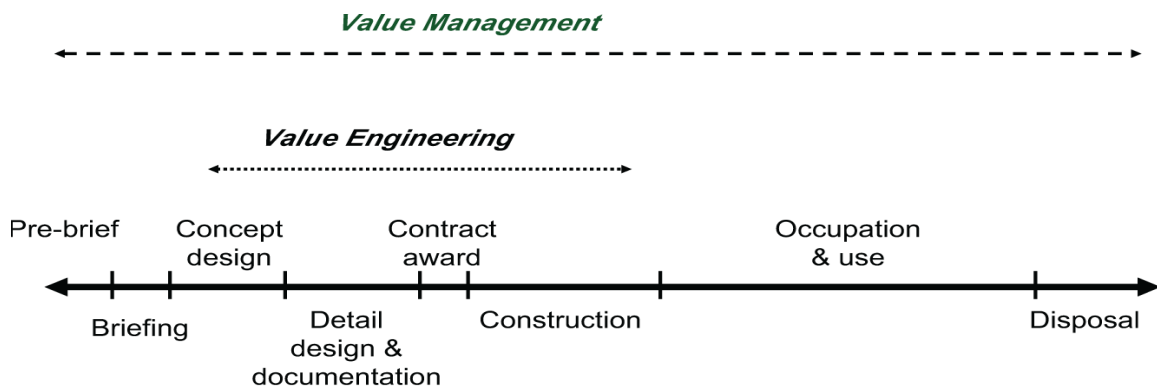 Value Management
Value Engineering
Pre-brief
Concept
design
Contract
award
Occupation
& use
Briefing
Detail
design &
documentation
Construction
Disposal